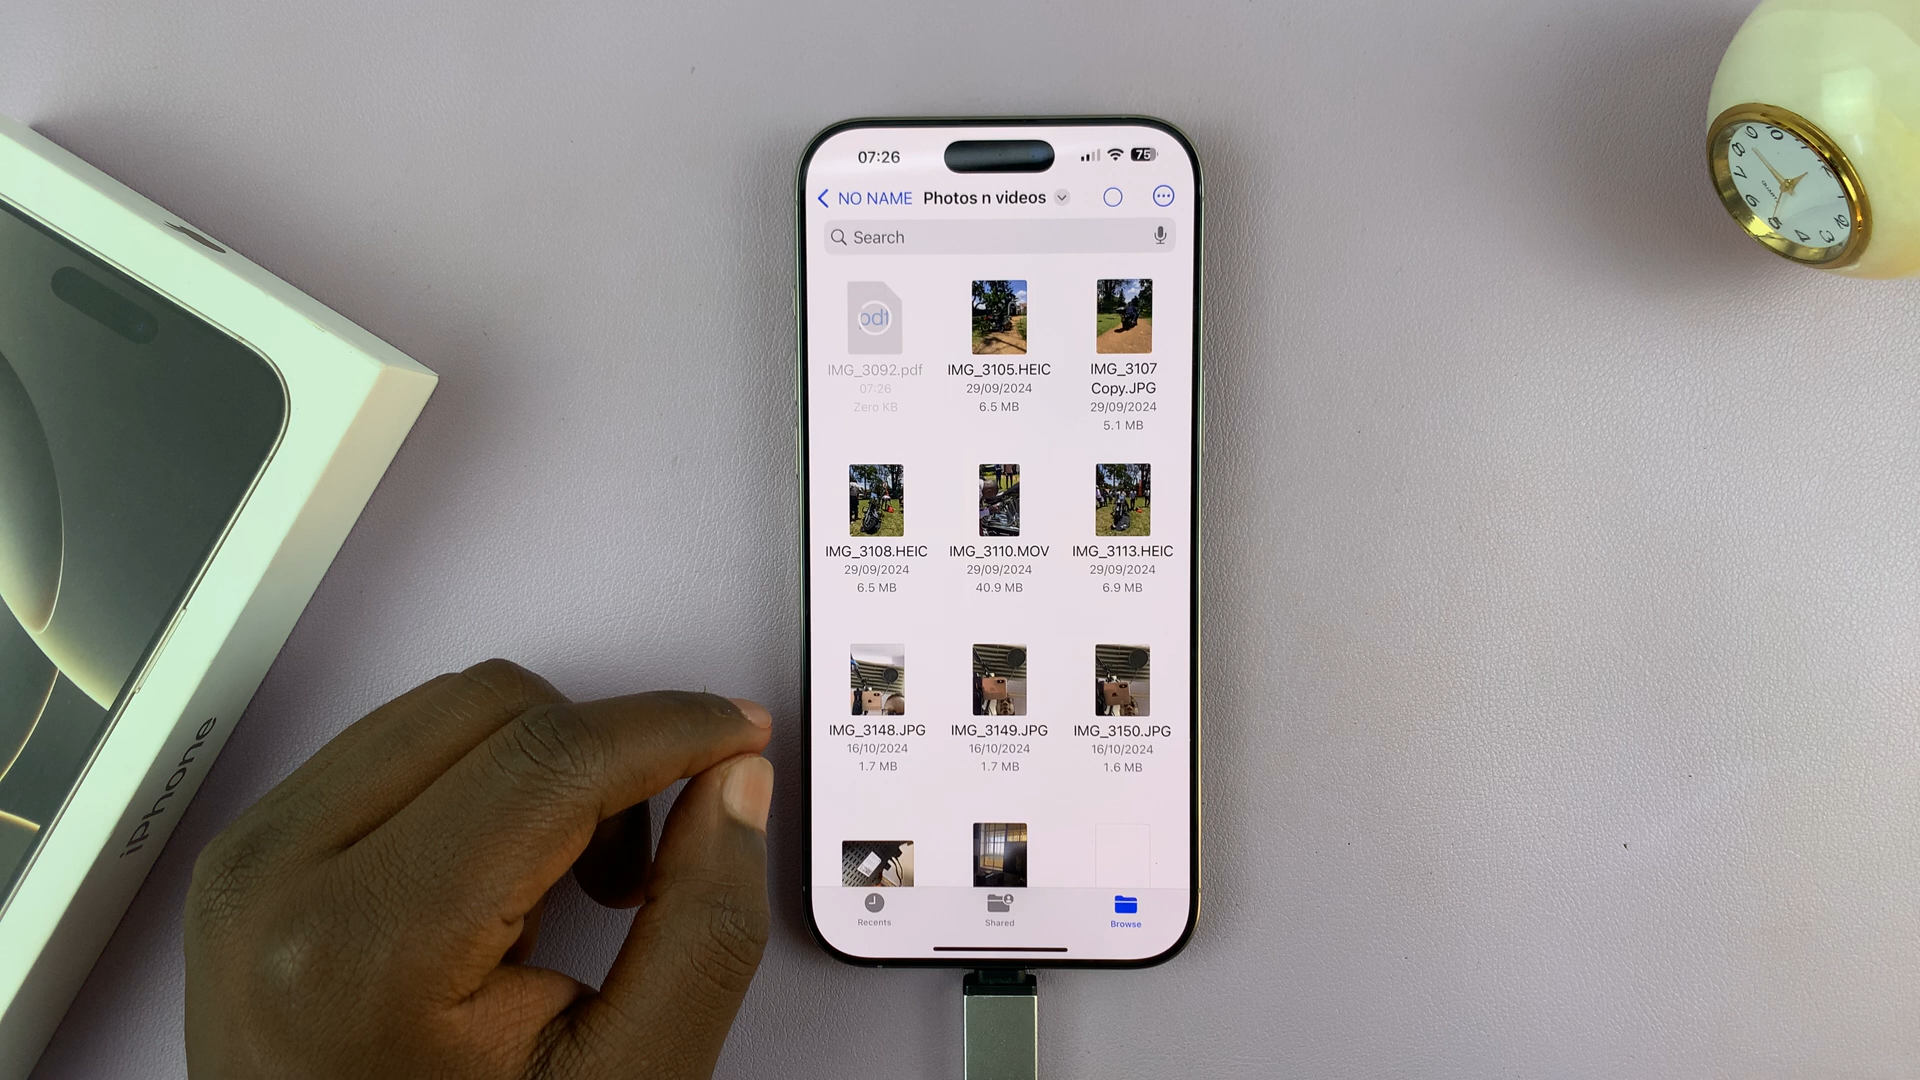 07:26
75
NO NAME Photos n videos
Search
pdf
IMG_3092.pdf
07:26
Zero KB
IMG_3105.HEIC
29/09/2024
6.5 MB
IMG_3107
Copy.JPG
29/09/2024
5.1 MB
IMG_3108.HEIC
29/09/2024
6.5 MB
IMG_3110.MOV
29/09/2024
40.9 MB
IMG_3113.HEIC
29/09/2024
6.9 MB
IMG_3148.JPG
16/10/2024
1.7 MB
IMG_3149.JPG
16/10/2024
1.7 MB
IMG_3150.JPG
16/10/2024
1.6 MB
Recents
Shared
Browse
iPhone